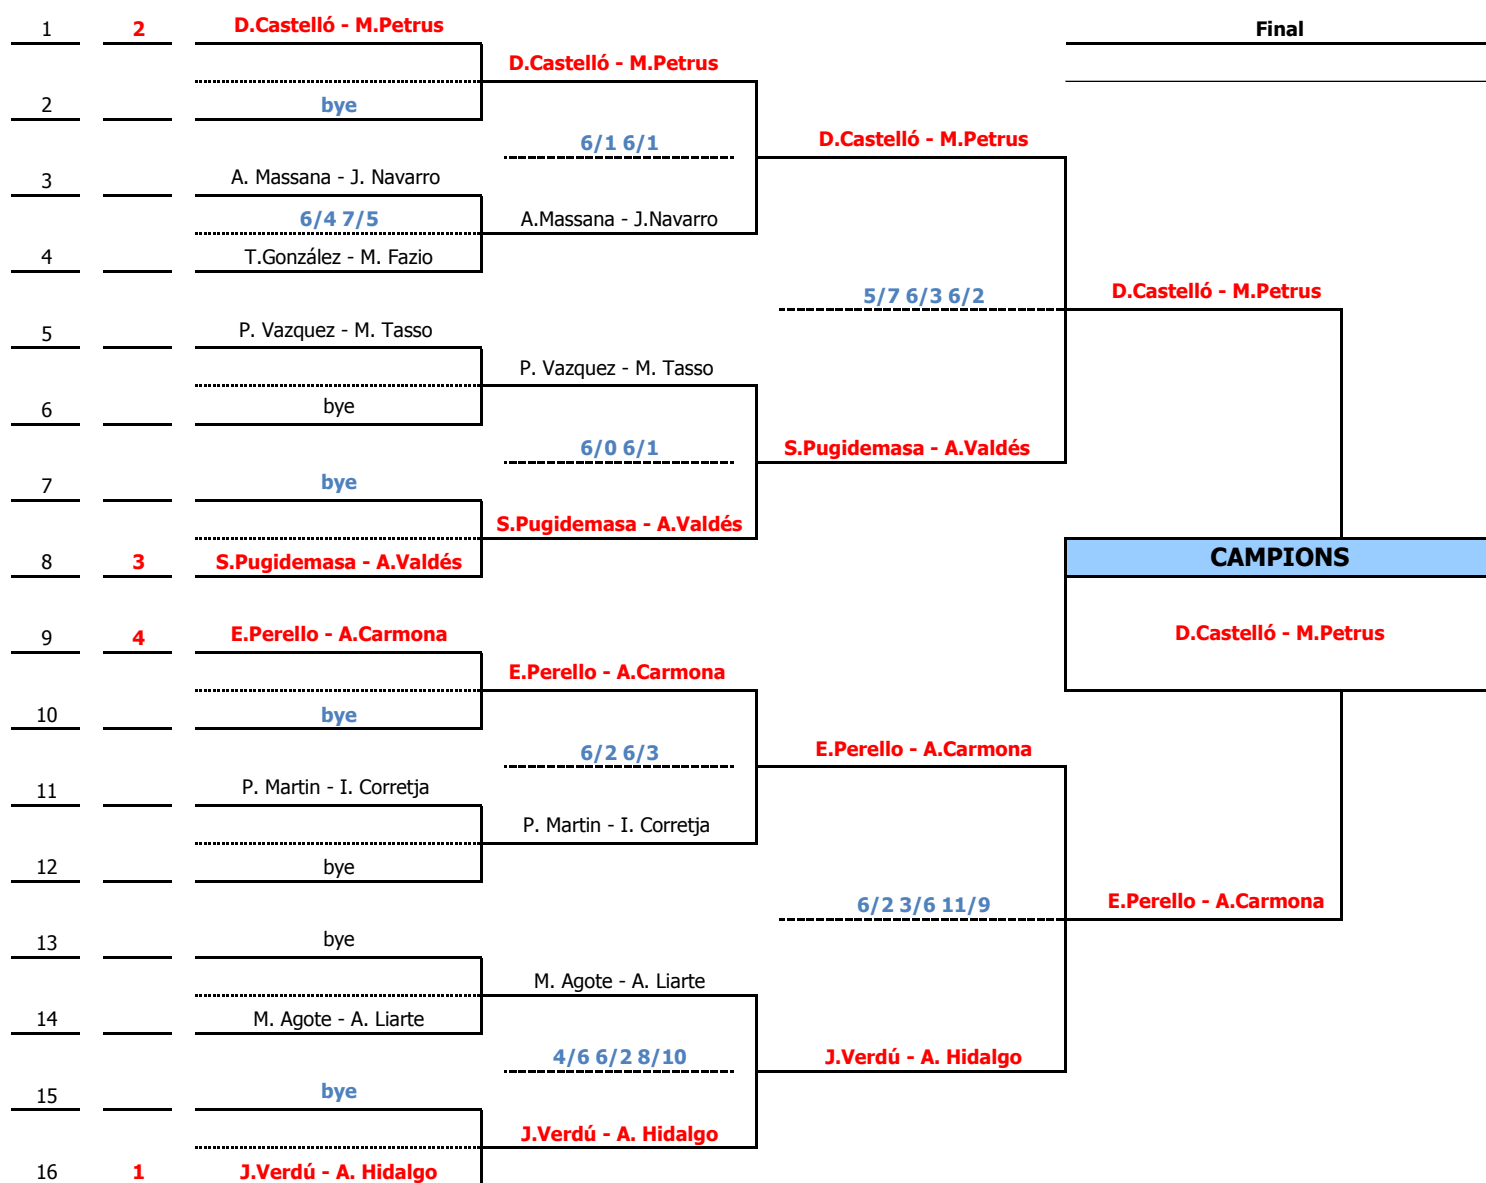 1 2 D.Castelló - M.Petrus Final
D.Castelló - M.Petrus
2 bye
6/1 6/1 D.Castelló - M.Petrus
3 A. Massana - J. Navarro
6/4 7/5 A.Massana - J.Navarro
4 T.González - M. Fazio
5/7 6/3 6/2 D.Castelló - M.Petrus
5 P. Vazquez - M. Tasso
P. Vazquez - M. Tasso
6 bye
6/0 6/1 S.Pugidemasa - A.Valdés
7 bye
S.Pugidemasa - A.Valdés
8 3 S.Pugidemasa - A.Valdés CAMPIONS
9 4 E.Perello - A.Carmona D.Castelló - M.Petrus
E.Perello - A.Carmona
10 bye
6/2 6/3 E.Perello - A.Carmona
11 P. Martin - I. Corretja
P. Martin - I. Corretja
12 bye
6/2 3/6 11/9 E.Perello - A.Carmona
13 bye
M. Agote - A. Liarte
14 M. Agote - A. Liarte
4/6 6/2 8/10 J.Verdú - A. Hidalgo
15 bye
J.Verdú - A. Hidalgo
16 1 J.Verdú - A. Hidalgo